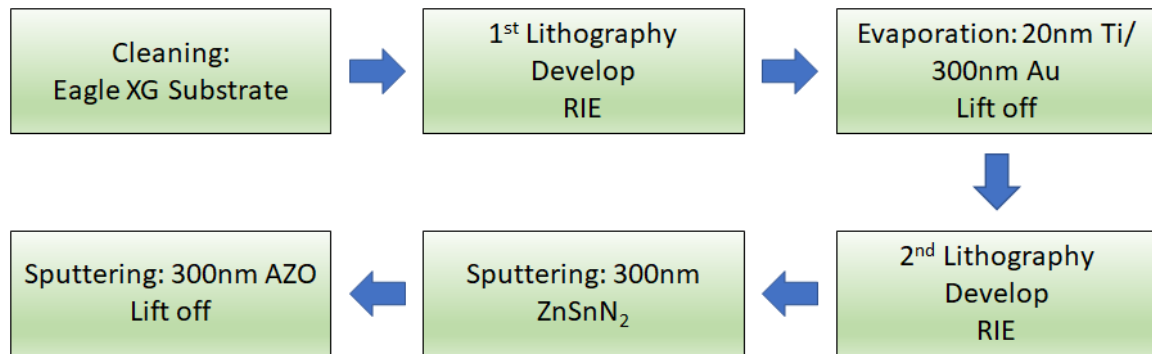 Cleaning:
Eagle XG Substrate
1st Lithography
Develop
RIE
Evaporation: 20nm Ti/
300nm Au
Lift off
2nd Lithography
Develop
RIE
Sputtering: 300nm
ZnSnN2
Sputtering: 300nm AZO
Lift off